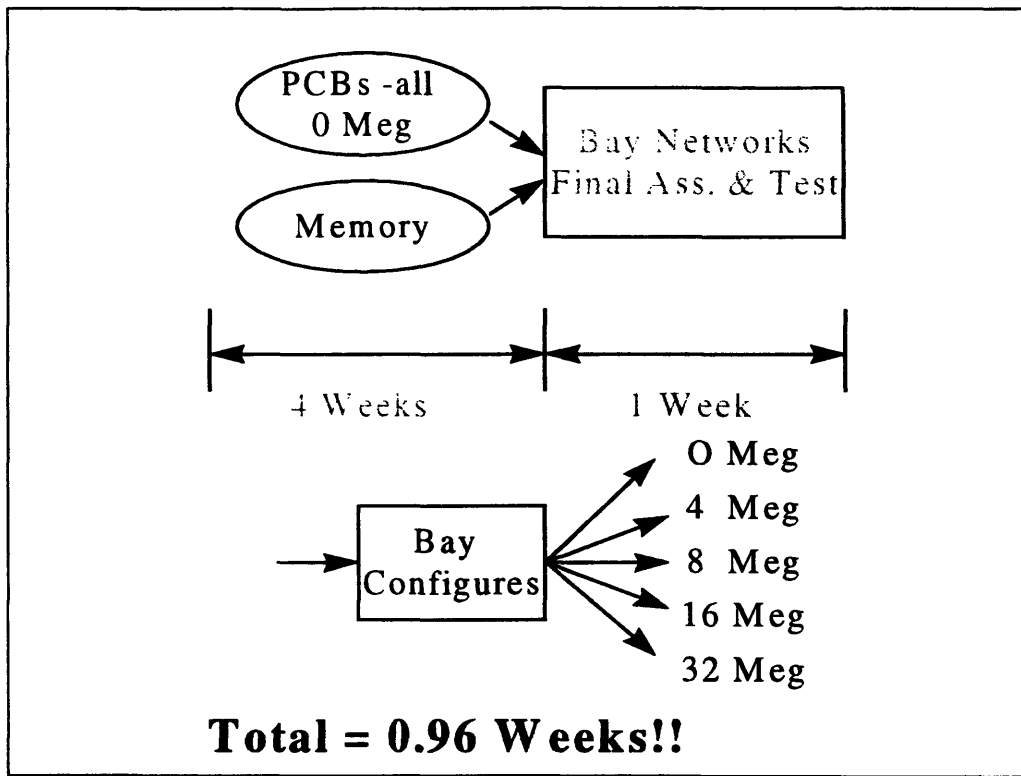 PCBs -all
0 Meg
Memory
Bay Networks
Final Ass. & Test
4 Weeks
1 Week
Bay
Configures
O Meg
4 Meg
8 Meg
16 Meg
32 Meg
Total = 0.96 Weeks!!